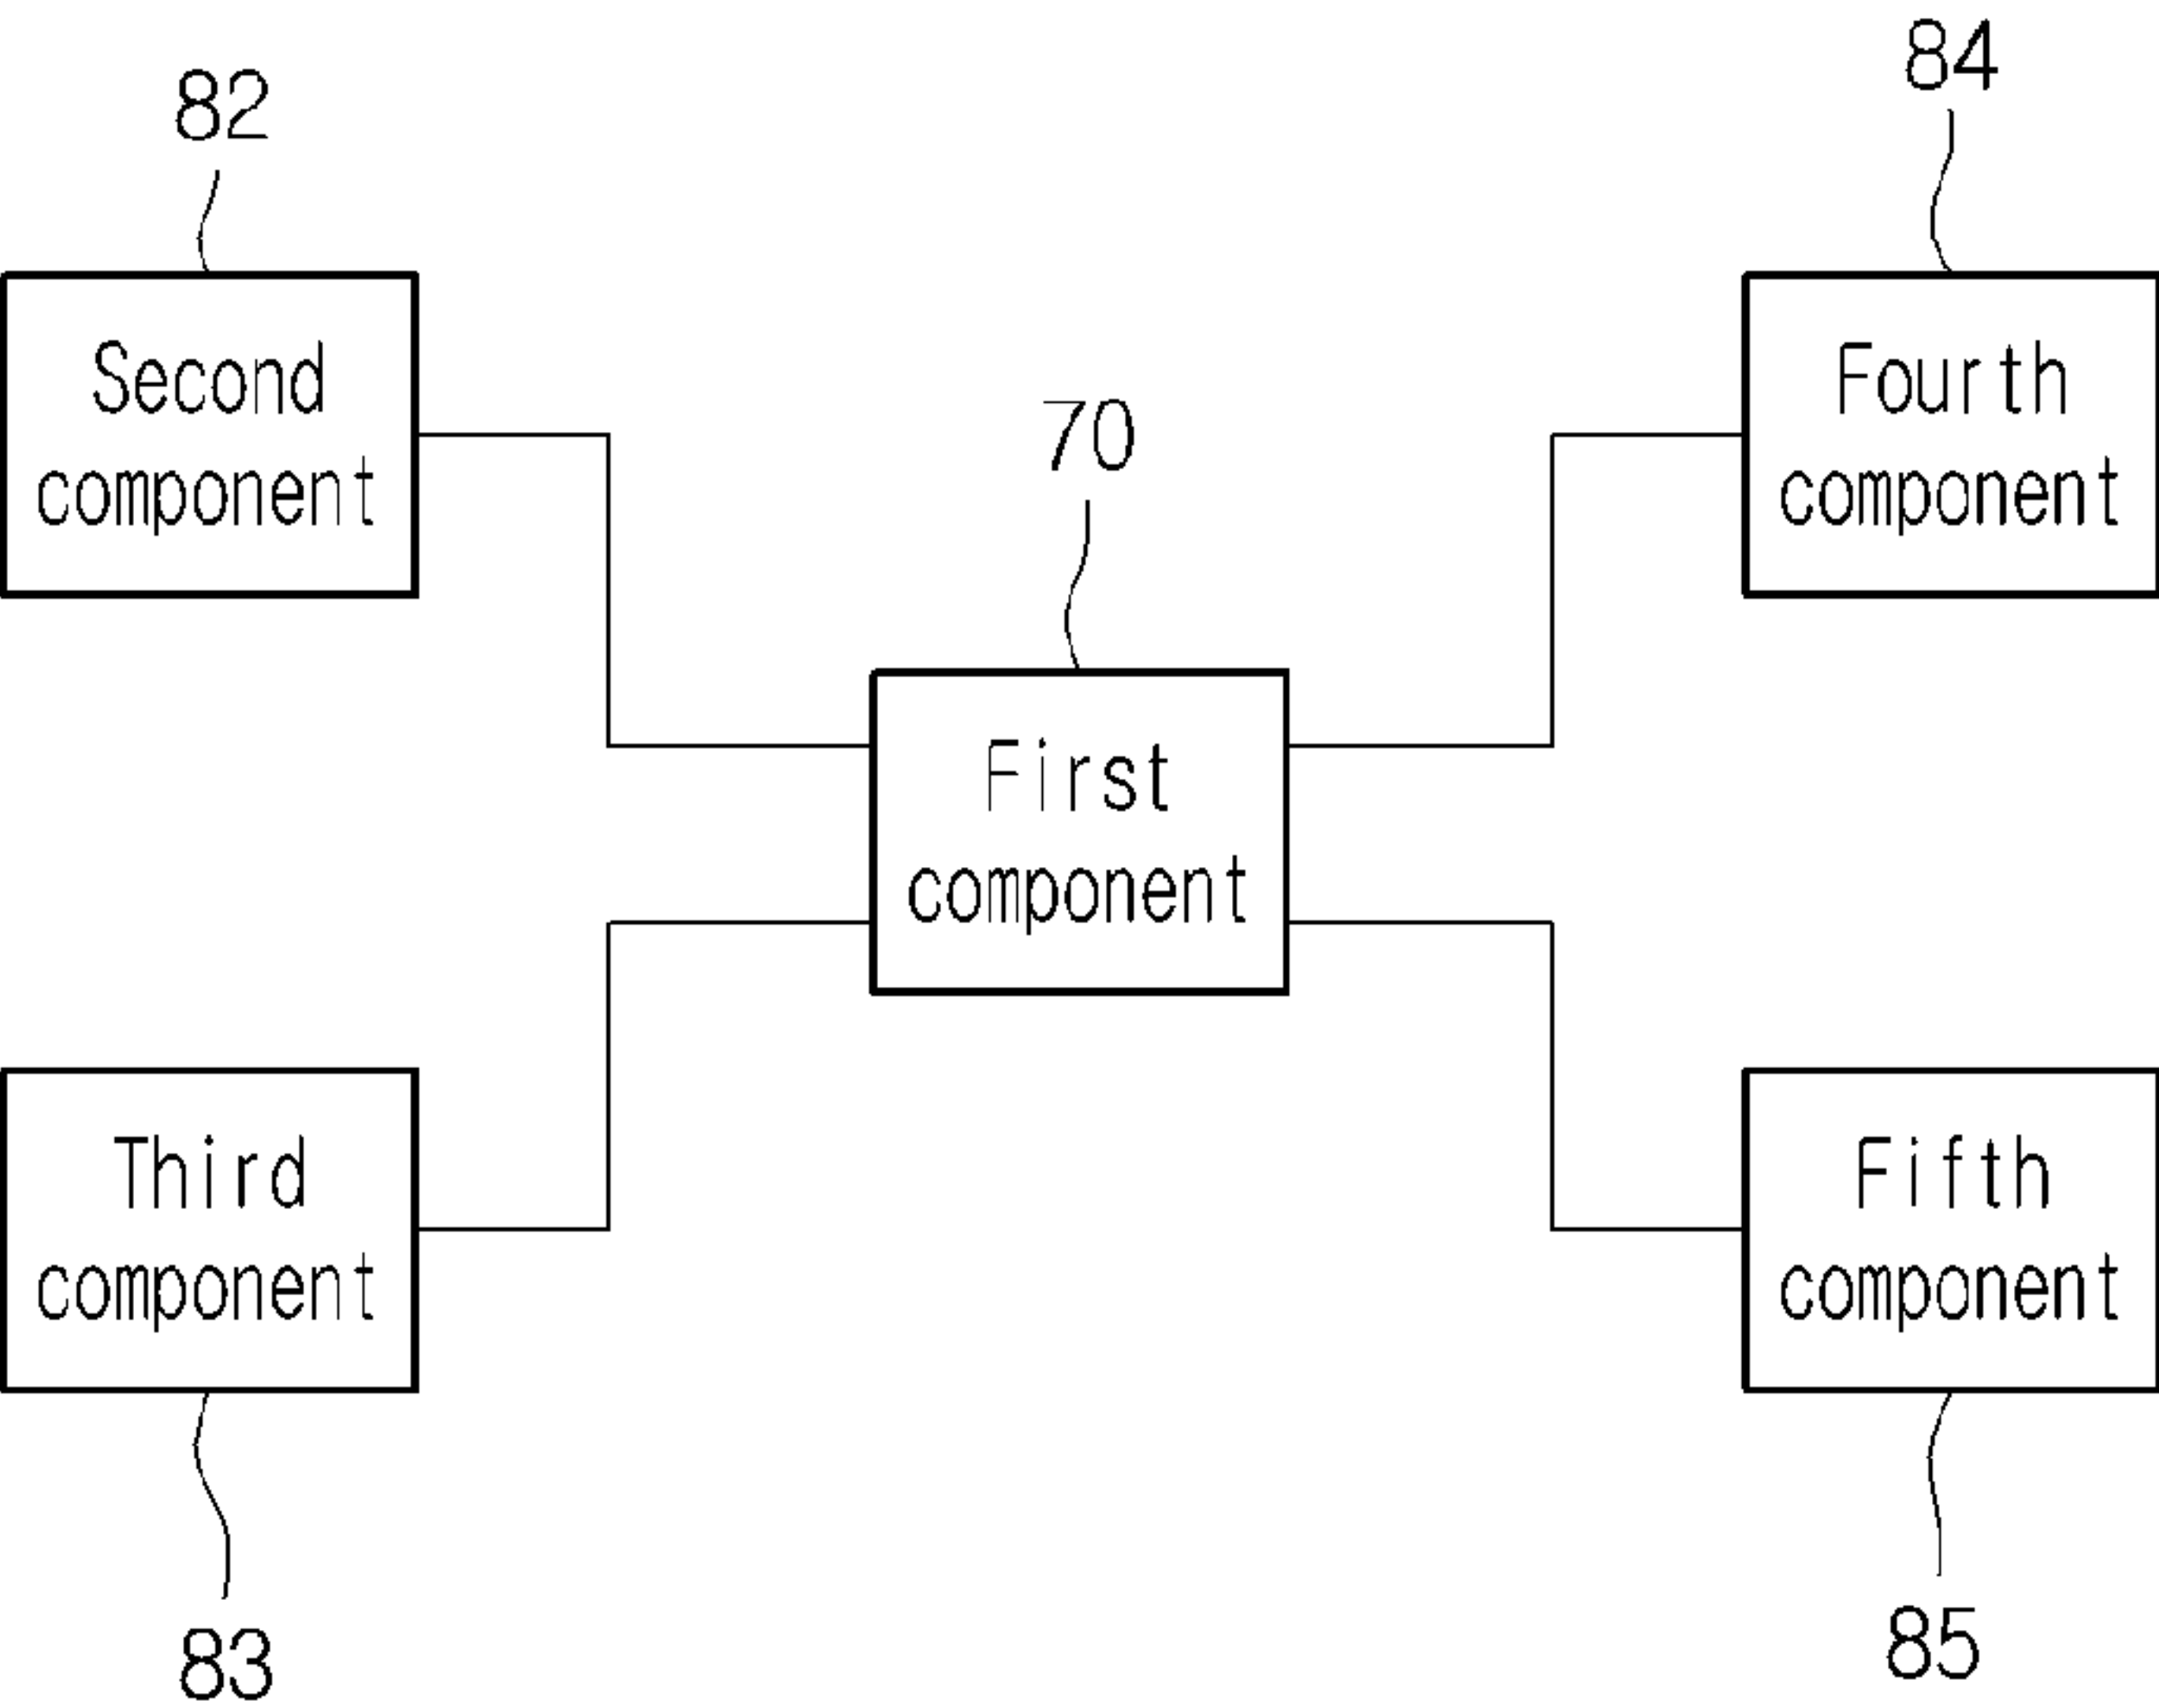 82
84
Second
component
Fourth
component
70
First
component
Third
component
Fifth
component
83
85